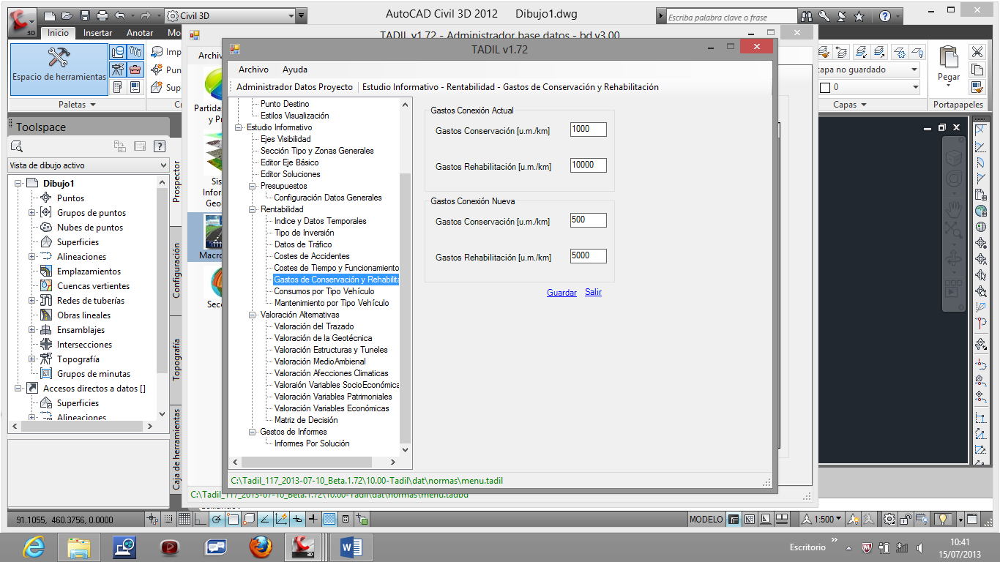 Civil 3D
AutoCAD Civil 3D 2012 Dibujo1.dwg
Escriba palabra clave o frase
3D
Inicio
Insertar
Anotar
Mo
TADIL v1.72 - Administrador base datos - bd v3.00
Espacio de herramientas
Paletas
Imp
Pun
Sup
Archiv
Partidas
y Pr
Sis
Infor
Geo
Macro
Sec
TADIL v1.72
Archivo Ayuda
Administrador Datos Proyecto Estudio Informativo - Rentabilidad - Gastos de Conservación y Rehabilitación
Punto Destino
Estilos Visualización
Estudio Informativo
Ejes Visibilidad
Sección Tipo y Zonas Generales
Editor Eje Básico
Editor Soluciones
Presupuestos
Configuración Datos Generales
Rentabilidad
Indice y Datos Temporales
Tipo de Inversión
Datos de Tráfico
Costes de Accidentes
Costes de Tiempo y Funcionamiento
Gastos de Conservación y Rehabilita
Consumos por Tipo Vehículo
Mantenimiento por Tipo Vehículo
Valoración Alternativas
Valoración del Trazado
Valoración de la Geotécnica
Valoración Estructuras y Tuneles
Valoración MedioAmbienal
Valoración Afecciones Climaticas
Valoraión Variables SocioEconómica
Valoración Variables Patrimoniales
Valoración Variables Económicas
Matriz de Decisión
Gestos de Informes
Informes Por Solución
Gastos Conexión Actual
Gastos Conservación [u.m./km] 1000
Gastos Rehabilitación [u.m./km] 10000
Gastos Conexión Nueva
Gastos Conservación [u.m./km] 500
Gastos Rehabilitación [u.m./km] 5000
Guardar Salir
C:\Tadil_117_2013-07-10_Beta.1.72\10.00-Tadil\dat\normas\menu.tadil
C:\Tadil_117_2013-07-10_Beta.1.72\10.00-Tadil\dat\normas\menu.tadbd
apa no guardado
0
Capas
Pegar
Portapapeles
Toolspace
Vista de dibujo activo
Dibujo1
Puntos
Grupos de puntos
Nubes de puntos
Superficies
Alineaciones
Emplazamientos
Cuencas vertientes
Redes de tuberías
Obras lineales
Ensamblajes
Intersecciones
Topografía
Grupos de minutas
Accesos directos a datos []
Superficies
Alineaciones
Prospector
Configuración
Topografía
Caja de herramientas
91.1055, 460.3756, 0.0000
MODELO
1:500
Escritorio
10:41
15/07/2013